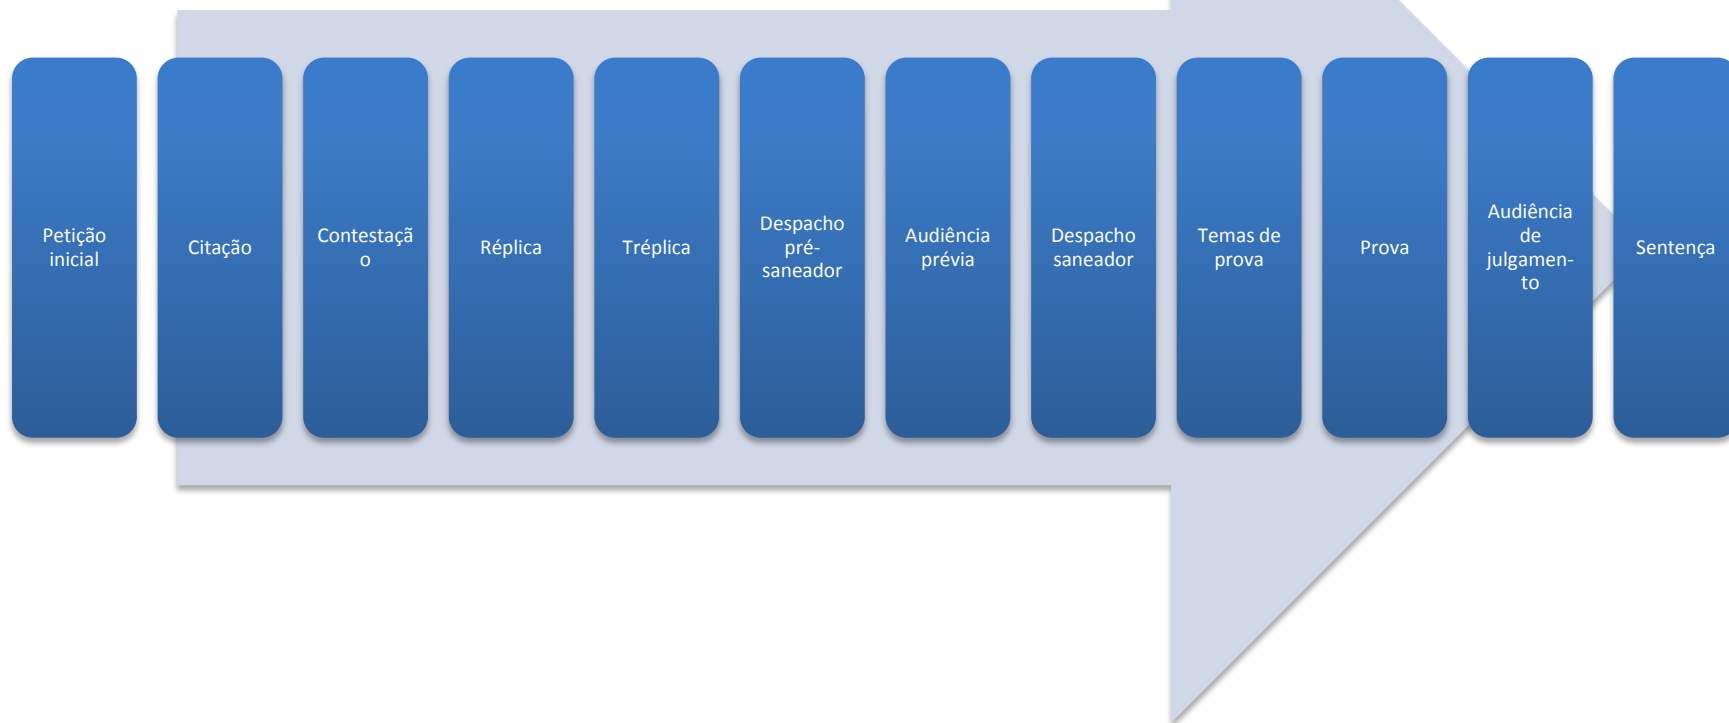 Petição
inicial
Citação
Contestaçã
o
Réplica
Tréplica
Despacho
pré-
saneador
Audiência
prévia
Despacho
saneador
Temas de
prova
Prova
Audiência
de
julgamen-
to
Sentença